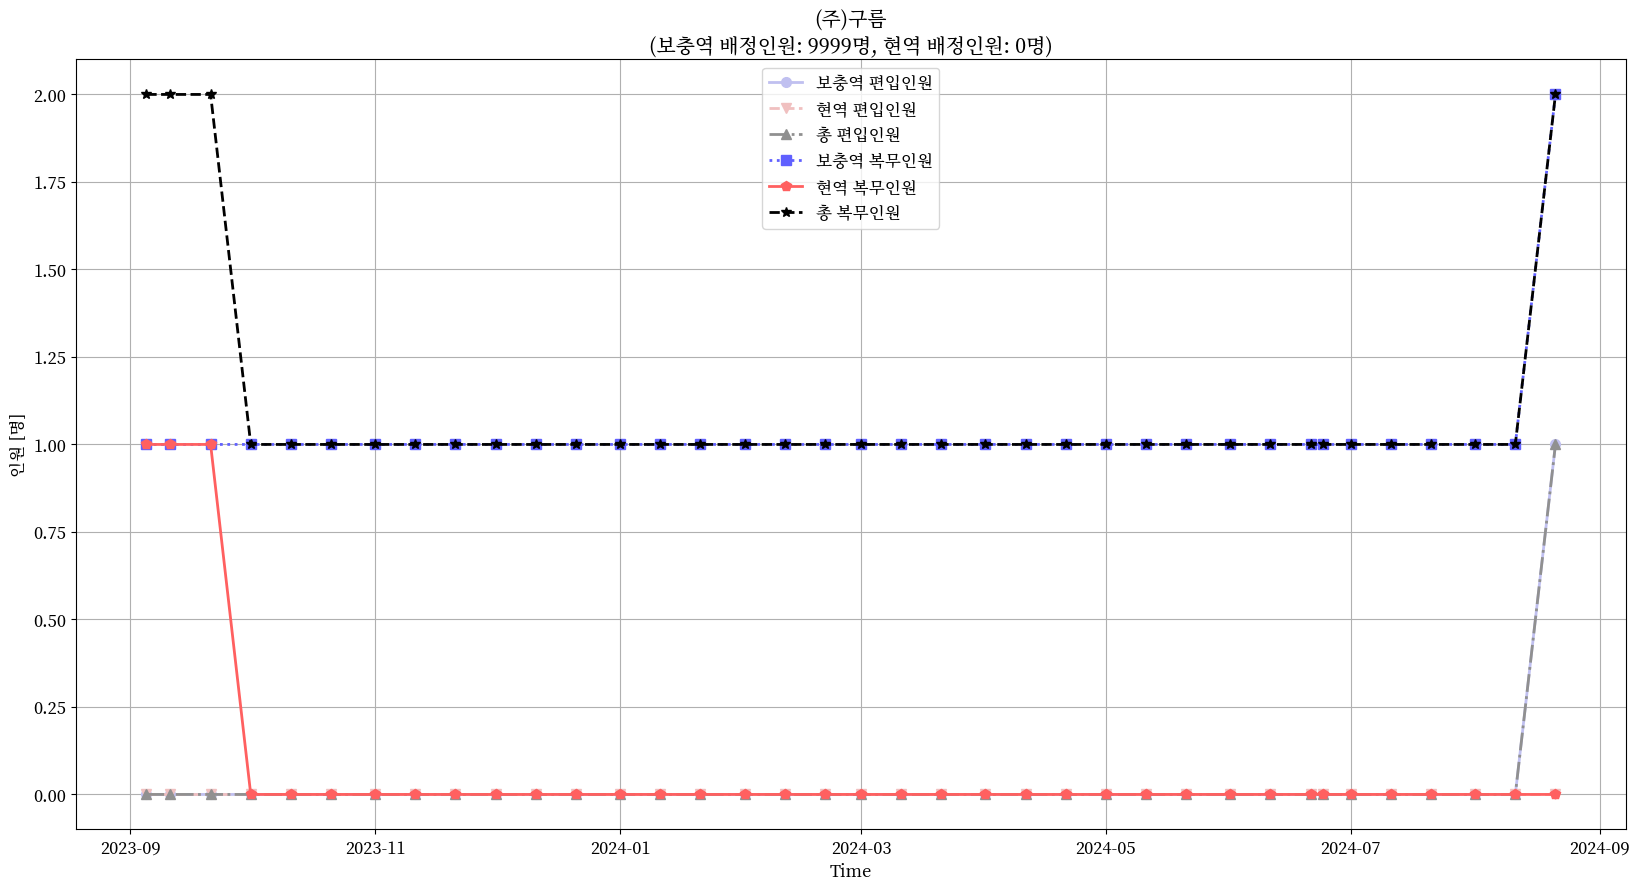 (주)구름
(보충역 배정인원: 9999명, 현역 배정인원: 0명)
보충역 편입인원
현역 편입인원
총 편입인원
보충역 복무인원
현역 복무인원
총 복무인원
인원 [명]
2.00
1.75
1.50
1.25
1.00
0.75
0.50
0.25
0.00
2023-09
2023-11
2024-01
2024-03
2024-05
2024-07
2024-09
Time